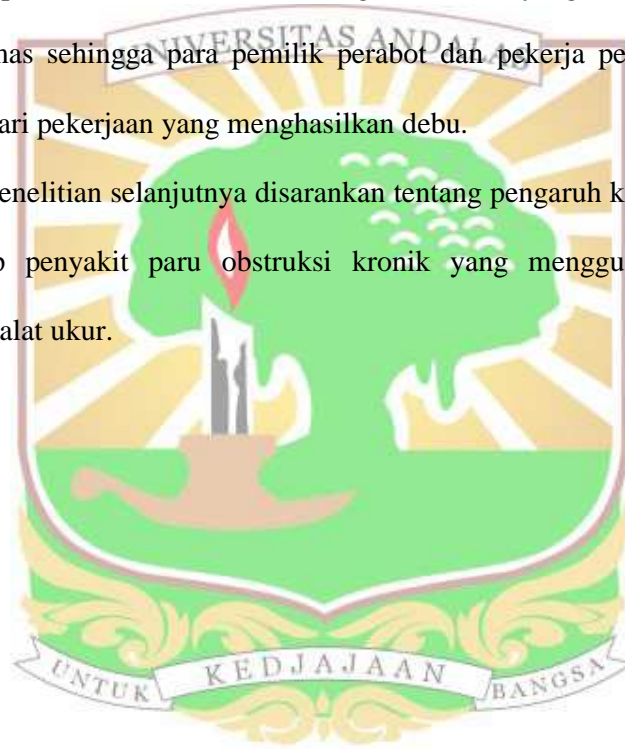 UNIVERSITAS ANDALAS
nas sehingga para pemilik perabot dan pekerja pe
ari pekerjaan yang menghasilkan debu.
enelitian selanjutnya disarankan tentang pengaruh k
penyakit paru obstruksi kronik yang menggu
alat ukur.
UNTUK KEDJAJAAN BANGSA